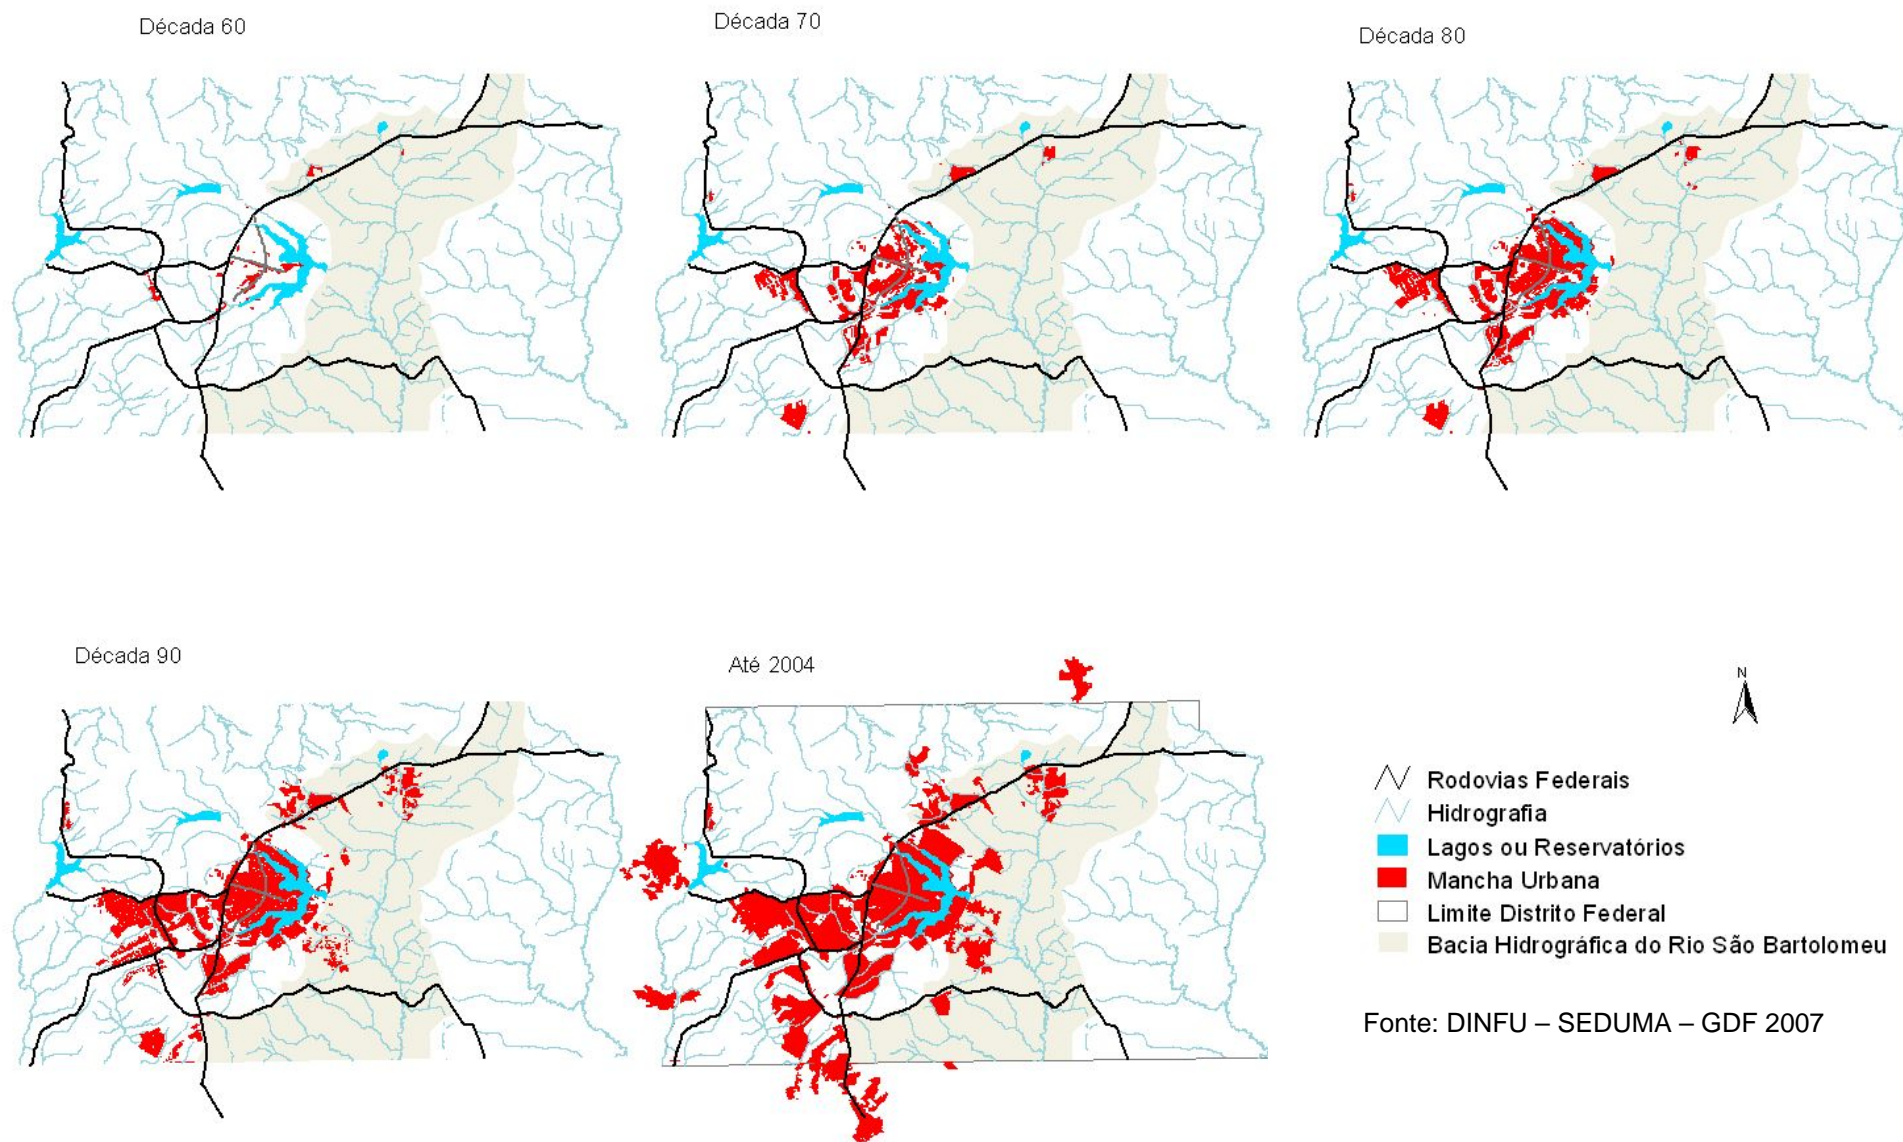 Década 60
Década 70
Década 80
Década 90
Até 2004
N
Rodovias Federais
Hidrografia
Lagos ou Reservatórios
Mancha Urbana
Limite Distrito Federal
Bacia Hidrográfica do Rio São Bartolomeu
Fonte: DINFU – SEDUMA – GDF 2007